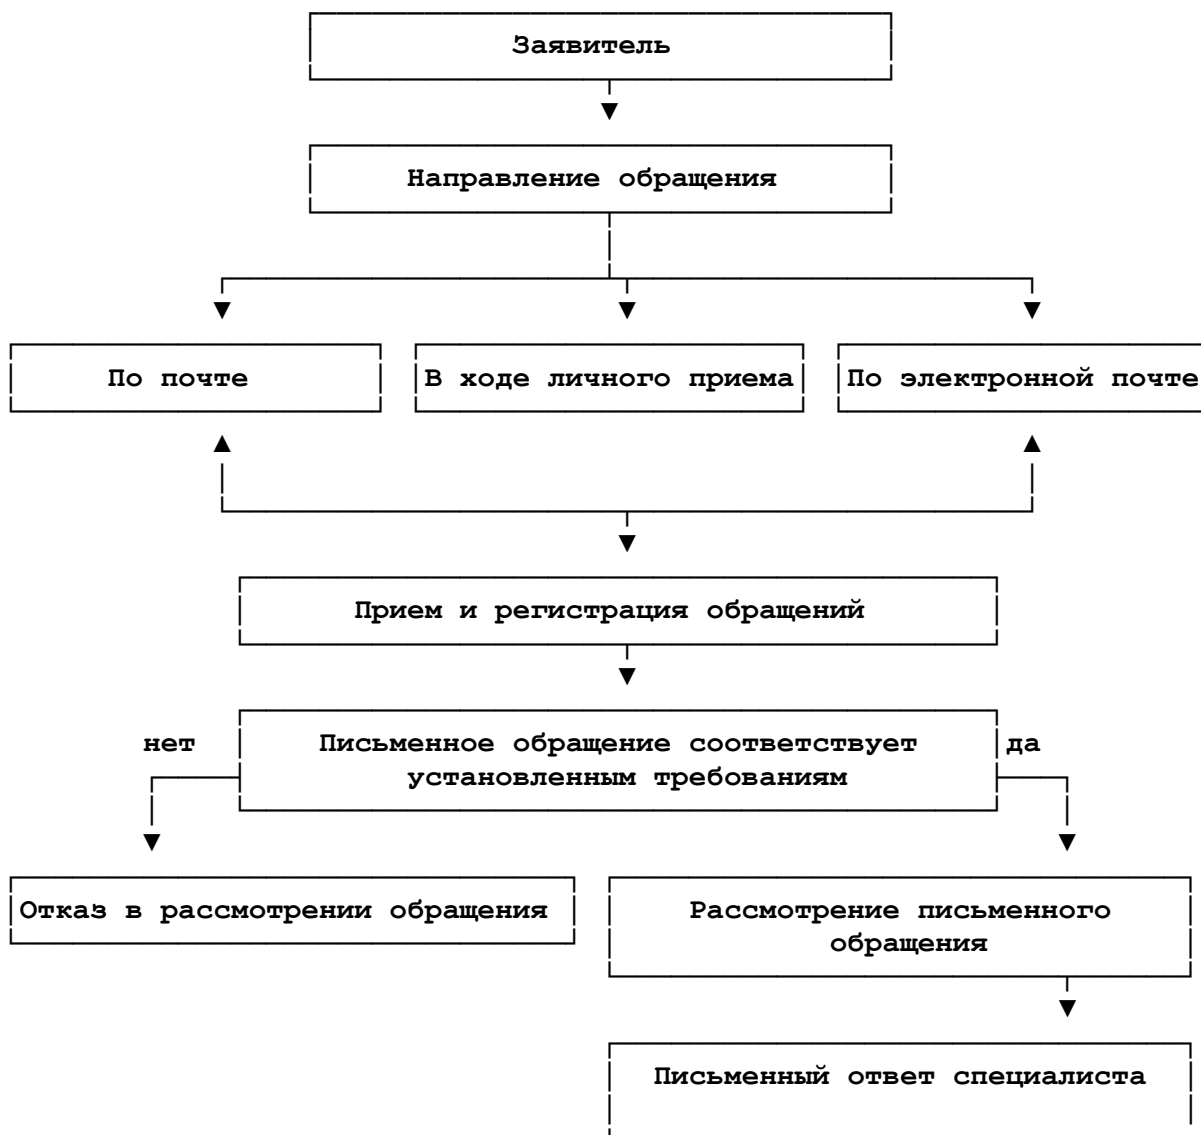 Заявитель
Направление обращения
По почте
В ходе личного приема
По электронной почте
Прием и регистрация обращений
нет
Письменное обращение соответствует
установленным требованиям
да
Отказ в рассмотрении обращения
Рассмотрение письменного
обращения
Письменный ответ специалиста